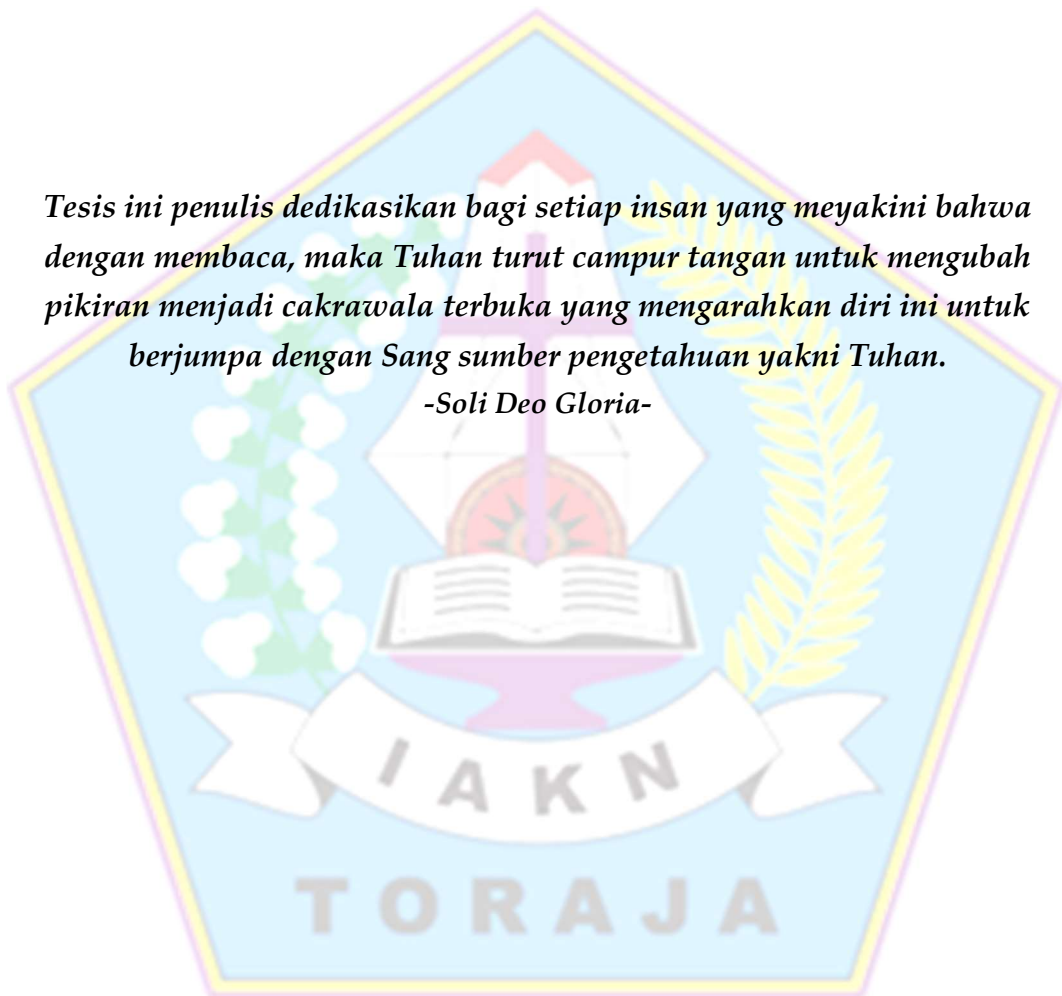 Tesis ini penulis dedikasikan bagi setiap insan yang meyakini bahwa
dengan membaca, maka Tuhan turut campur tangan untuk mengubah
pikiran menjadi cakrawala terbuka yang mengarahkan diri ini untuk
berjumpa dengan Sang sumber pengetahuan yakni Tuhan.
-Soli Deo Gloria-
IAKN
TORAJA